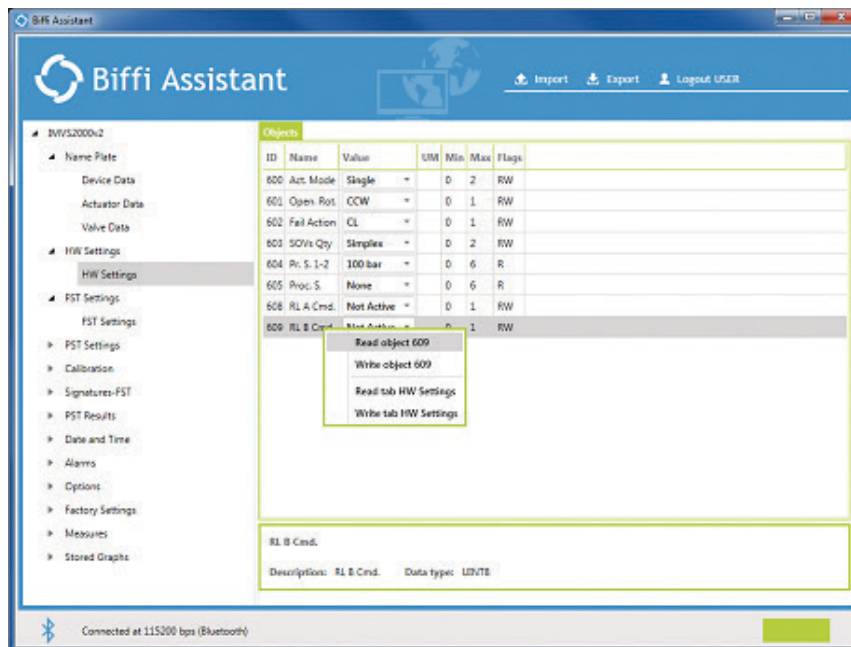 Biffi Assistant
Biffi Assistant
Import Export Logout USER
IMVS2000v2
Name Plate
Device Data
Actuator Data
Valve Data
HW Settings
HW Settings
FST Settings
FST Settings
PST Settings
Calibration
Signatures-FST
PST Results
Date and Time
Alarms
Options
Factory Settings
Measures
Stored Graphs
Objects
ID Name Value UM Min Max Flags
600 Act. Mode Single 0 2 RW
601 Open. Rot. CCW 0 1 RW
602 Fail Action CL 0 1 RW
603 SOVs Qty Simplex 0 2 RW
604 Pr. S. 1-2 100 bar 0 6 R
605 Proc. S. None 0 6 R
608 RL A Cmd. Not Active 0 1 RW
609 RL B Cmd. Not Active 0 1 RW
Read object 609
Write object 609
Read tab HW Settings
Write tab HW Settings
RL B Cmd.
Description: RL B Cmd. Data type: UINT8
Connected at 115200 bps (Bluetooth)